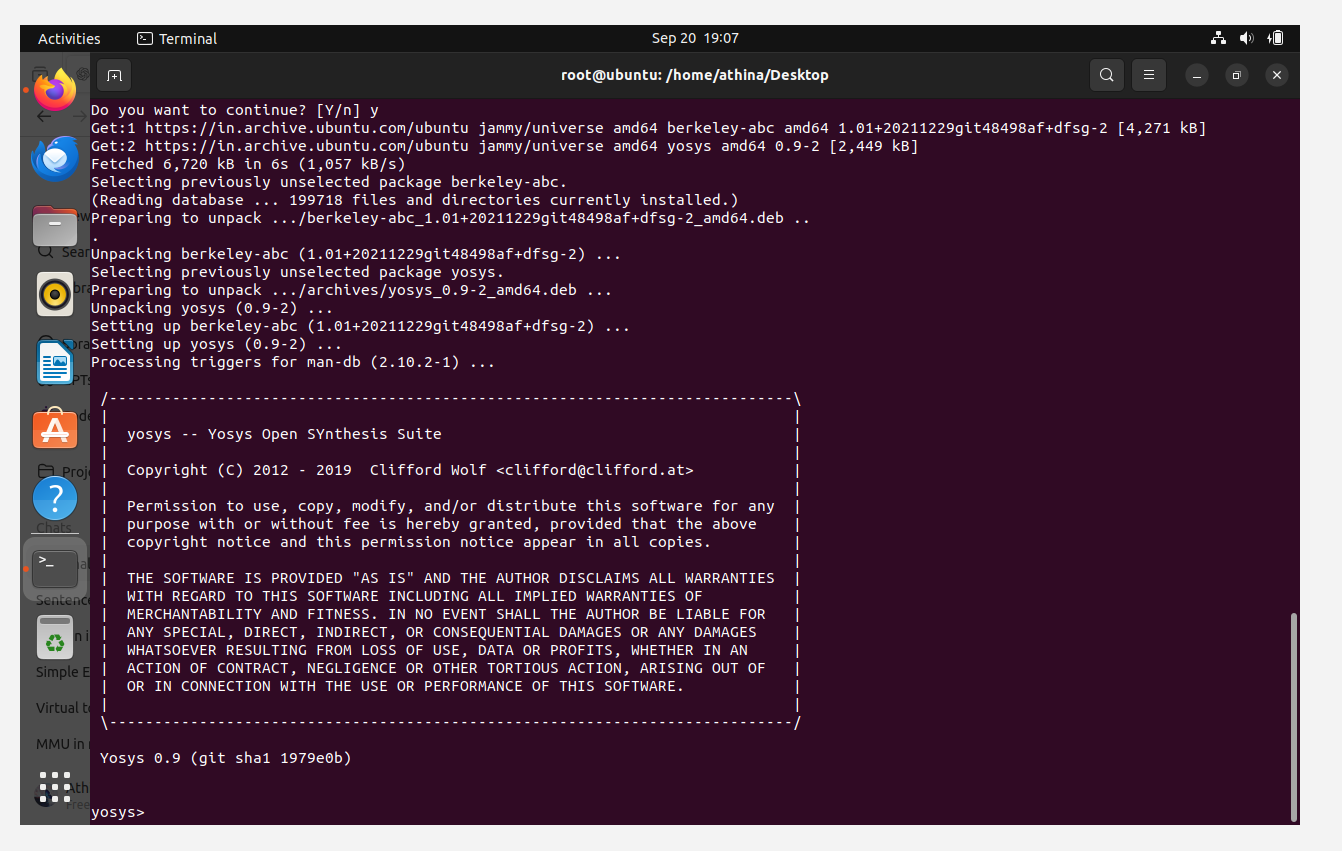 Activities
Terminal
Sep 20 19:07
root@ubuntu: /home/athina/Desktop
Do you want to continue? [Y/n] y
Get:1 https://in.archive.ubuntu.com/ubuntu jammy/universe amd64 berkeley-abc amd64 1.01+20211229git48498af+dfsg-2 [4,271 kB]
Get:2 https://in.archive.ubuntu.com/ubuntu jammy/universe amd64 yosys amd64 0.9-2 [2,449 kB]
Fetched 6,720 kB in 6s (1,057 kB/s)
Selecting previously unselected package berkeley-abc.
(Reading database ... 199718 files and directories currently installed.)
Preparing to unpack .../berkeley-abc_1.01+20211229git48498af+dfsg-2_amd64.deb ..
.
Unpacking berkeley-abc (1.01+20211229git48498af+dfsg-2) ...
Selecting previously unselected package yosys.
Preparing to unpack .../archives/yosys_0.9-2_amd64.deb ...
Unpacking yosys (0.9-2) ...
Setting up berkeley-abc (1.01+20211229git48498af+dfsg-2) ...
Setting up yosys (0.9-2) ...
Processing triggers for man-db (2.10.2-1) ...
/----------------------------------------------------------------------------\
|                                                                            |
|  yosys -- Yosys Open SYnthesis Suite                                       |
|                                                                            |
|  Copyright (C) 2012 - 2019  Clifford Wolf <clifford@clifford.at>           |
|                                                                            |
|  Permission to use, copy, modify, and/or distribute this software for any  |
|  purpose with or without fee is hereby granted, provided that the above    |
|  copyright notice and this permission notice appear in all copies.         |
|                                                                            |
|  THE SOFTWARE IS PROVIDED "AS IS" AND THE AUTHOR DISCLAIMS ALL WARRANTIES  |
|  WITH REGARD TO THIS SOFTWARE INCLUDING ALL IMPLIED WARRANTIES OF          |
|  MERCHANTABILITY AND FITNESS. IN NO EVENT SHALL THE AUTHOR BE LIABLE FOR   |
|  ANY SPECIAL, DIRECT, INDIRECT, OR CONSEQUENTIAL DAMAGES OR ANY DAMAGES    |
|  WHATSOEVER RESULTING FROM LOSS OF USE, DATA OR PROFITS, WHETHER IN AN     |
|  ACTION OF CONTRACT, NEGLIGENCE OR OTHER TORTIOUS ACTION, ARISING OUT OF   |
|  OR IN CONNECTION WITH THE USE OR PERFORMANCE OF THIS SOFTWARE.            |
|                                                                            |
\----------------------------------------------------------------------------/
Yosys 0.9 (git sha1 1979e0b)
yosys>
Sear
Proje
Chats
Sentence
Simple E
Virtual to
MMU in
Ath
Free